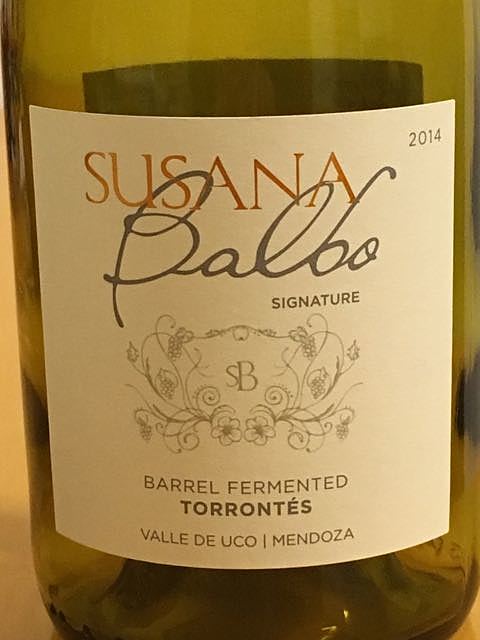 2014
SUSANA
Balbo
SIGNATURE
SB
BARREL FERMENTED
TORRONTÉS
VALLE DE UCO | MENDOZA